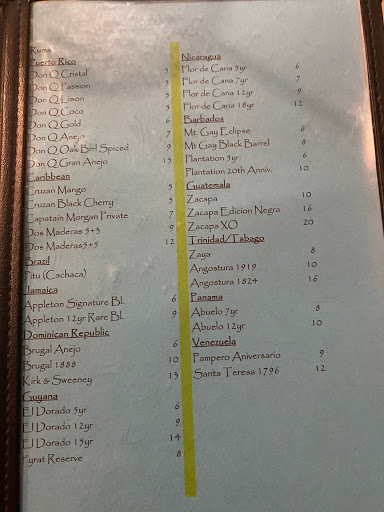 Rums
Puerto Rico
Don Q Cristal 5
Don Q Passion 5
Don Q Limon 5
Don Q Coco 5
Don Q Gold 6
Don Q Anejo 7
Don Q Oak Brrl Spiced 9
Don Q Gran Anejo 15
Caribbean
Cruzan Mango 5
Cruzan Black Cherry 5
Capatain Morgan Private 7
Dos Maderas 5+3 9
Dos Maderas5+5 12
Brazil
Pitu (Cachaca)
Jamaica
Appleton Signature Bl. 6
Appleton 12yr Rare Bl. 9
Dominican Republic
Brugal Anejo 6
Brugal 1888 10
Kirk & Sweeney 13
Guyana
El Dorado 5yr 6
El Dorado 12yr 9
El Dorado 15yr 14
Pyrat Reserve 8
Nicaragua
Flor de Cana 5yr 6
Flor de Cana 7yr 7
Flor de Cana 12yr 9
Flor de Cana 18yr 12
Barbados
Mt. Gay Eclipse 6
Mt Gay Black Barrel 8
Plantation 5yr 6
Plantation 20th Anniv. 10
Guatemala
Zacapa 10
Zacapa Edicion Negra 16
Zacapa XO 20
Trinidad/Tabago
Zaya 8
Angostura 1919 10
Angostura 1824 16
Panama
Abuelo 7yr 8
Abuelo 12yr 10
Venezuela
Pampero Aniversario 9
Santa Teresa 1796 12